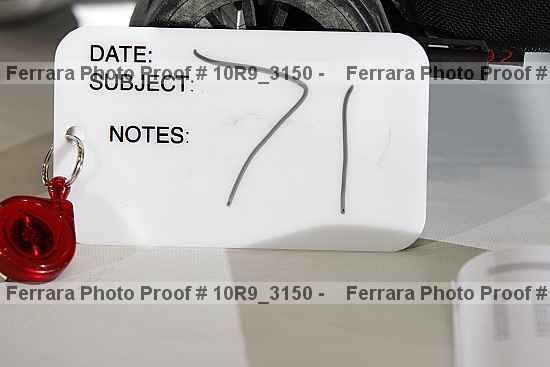 DATE:
Ferrara Photo Proof # 10R9_3150 - Ferrara Photo Proof #
SUBJECT:
71
NOTES:
Ferrara Photo Proof # 10R9_3150 - Ferrara Photo Proof #